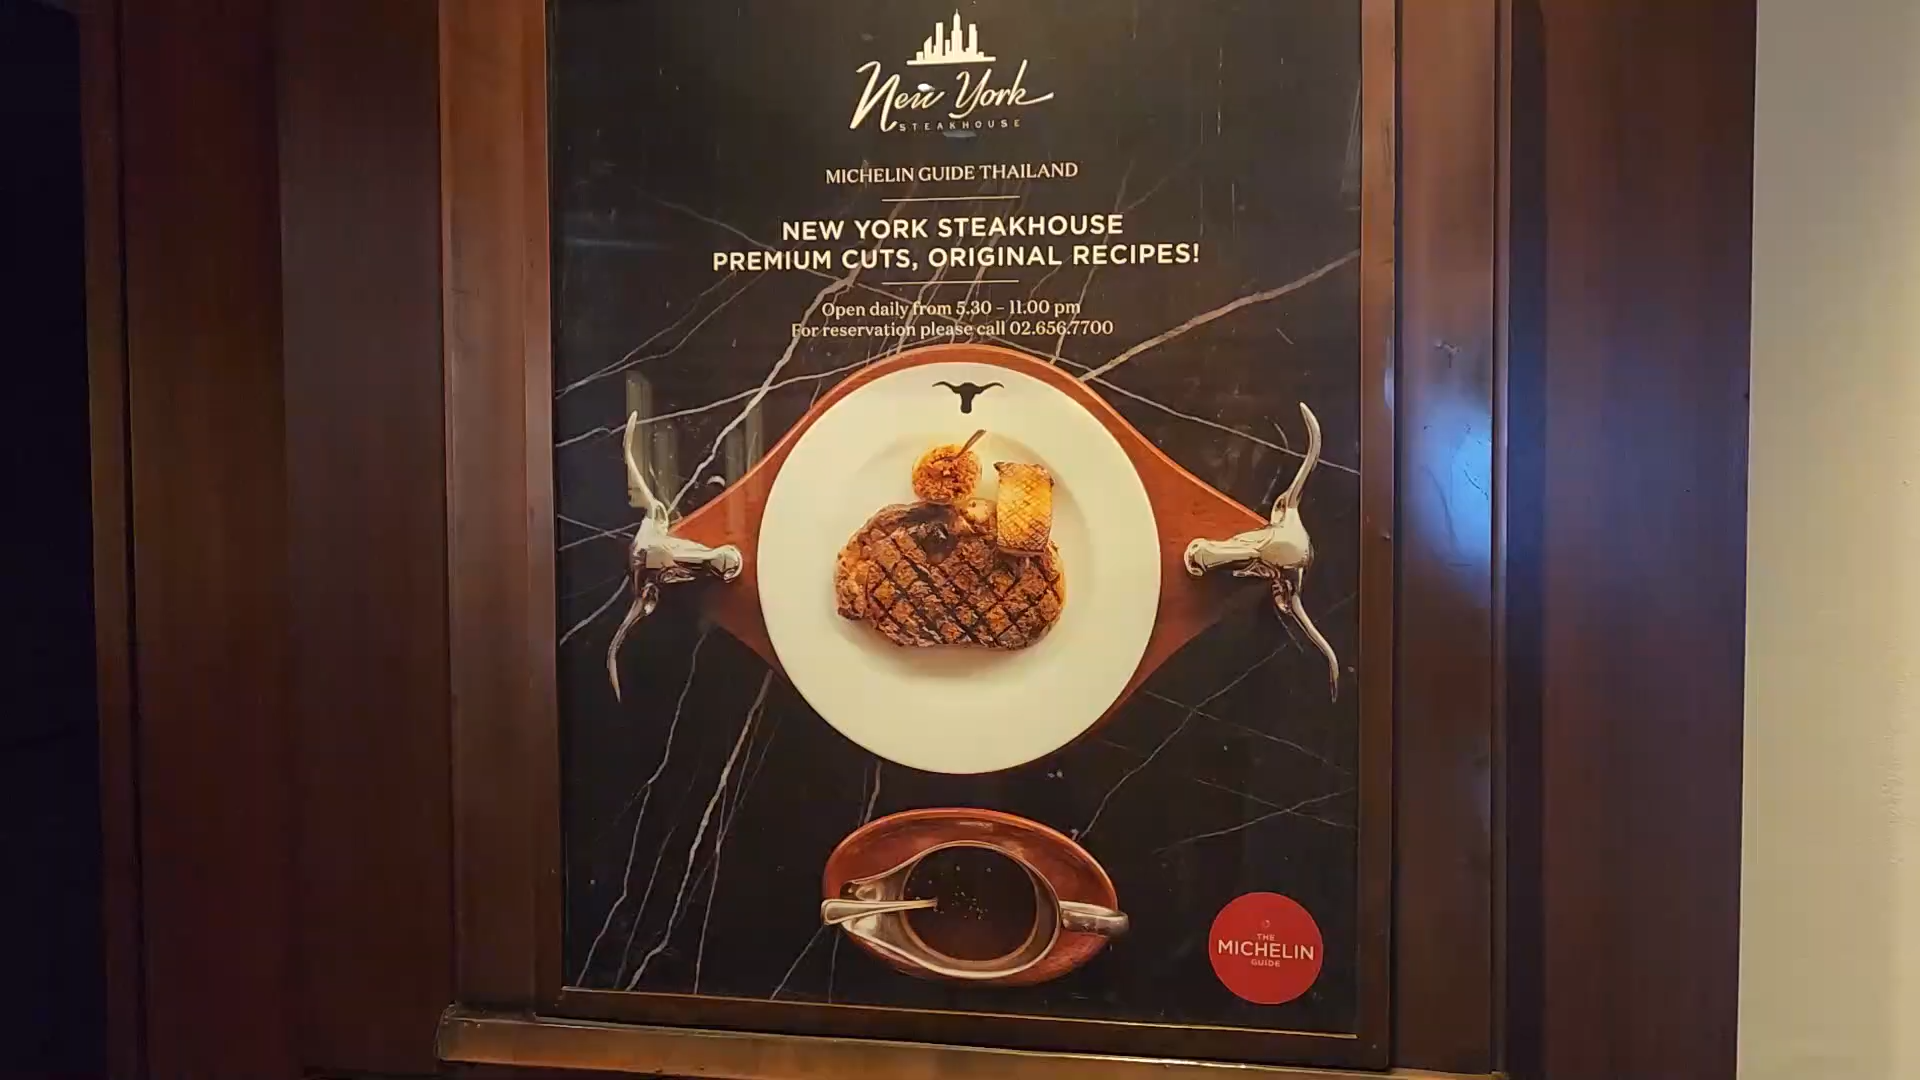 New York
STEAKHOUSE
MICHELIN GUIDE THAILAND
NEW YORK STEAKHOUSE
PREMIUM CUTS, ORIGINAL RECIPES!
Open daily from 5.30 – 11.00 pm
For reservation please call 02.656.7700
THE
MICHELIN
GUIDE